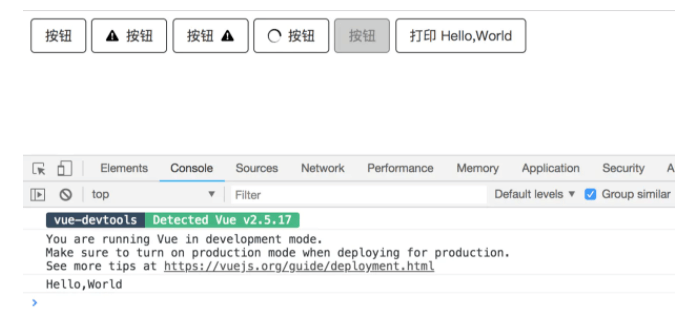 按钮 按钮 按钮 按钮 按钮 打印 Hello,World
Elements Console Sources Network Performance Memory Application Security A
top Filter Default levels Group similar
vue-devtools Detected Vue v2.5.17
You are running Vue in development mode.
Make sure to turn on production mode when deploying for production.
See more tips at https://vuejs.org/guide/deployment.html
Hello,World